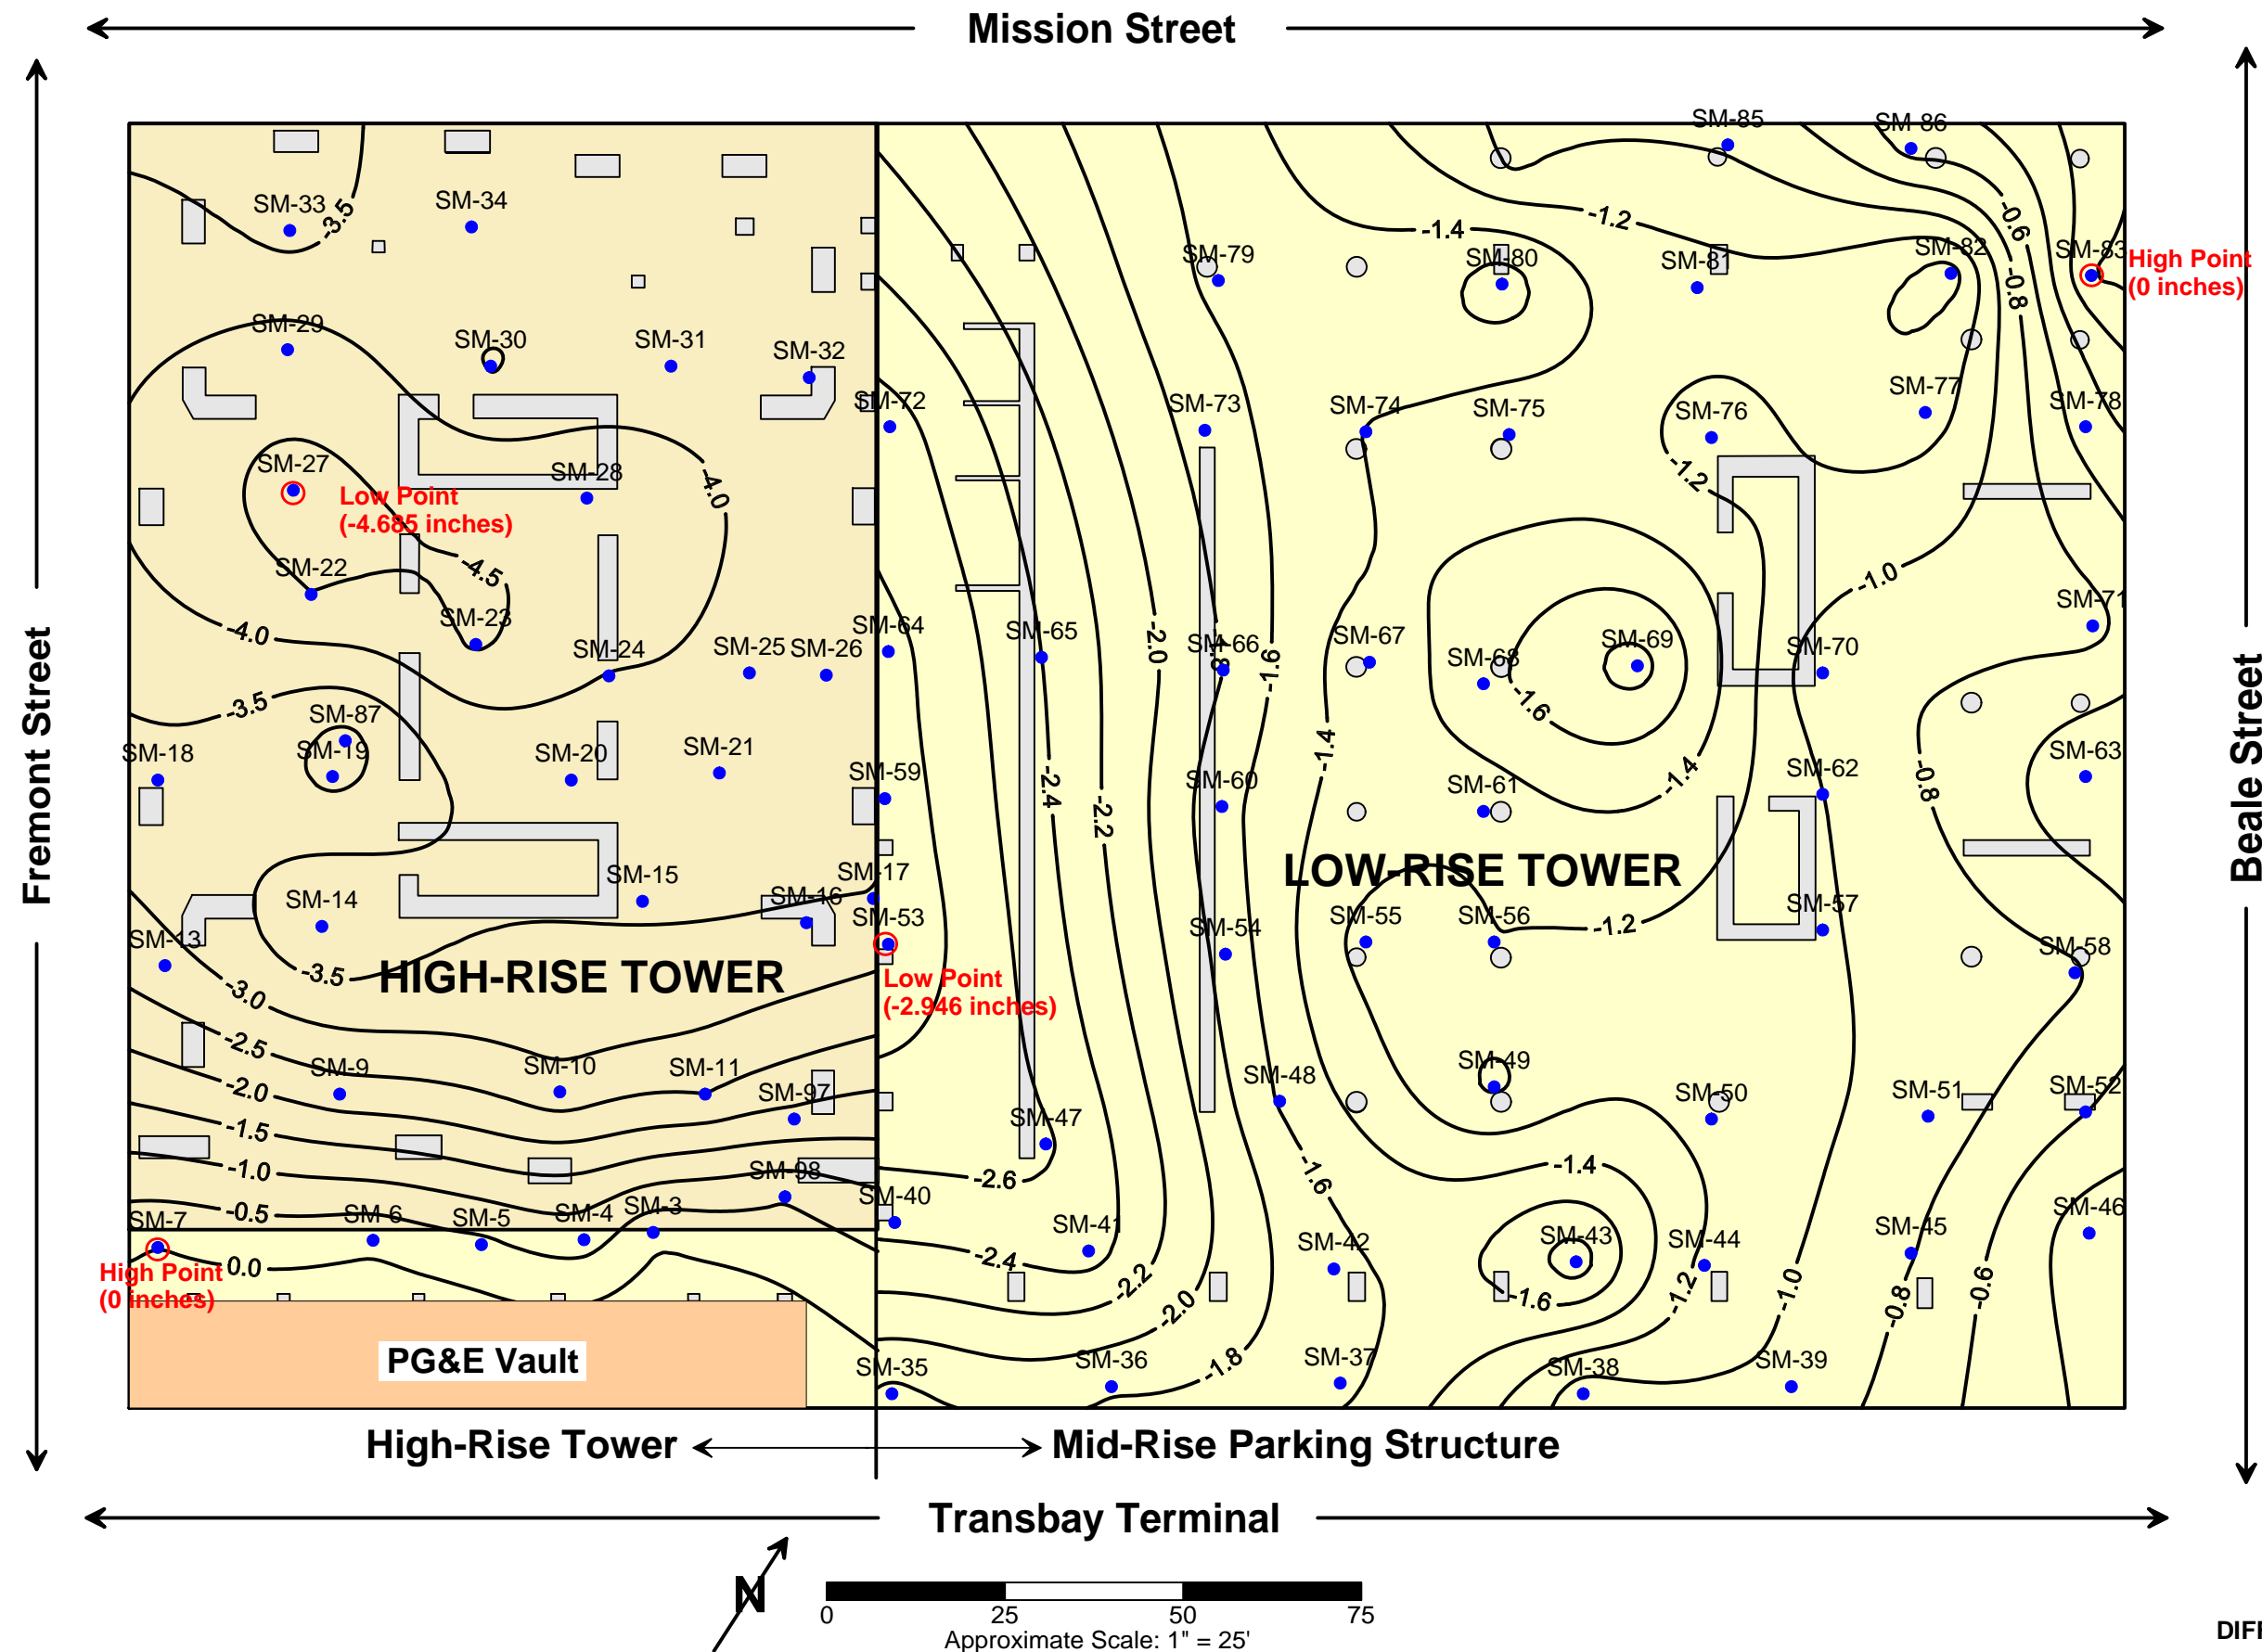 Mission Street
Fremont Street
Beale Street
SM-85
SM-86
SM-33
SM-34
-3.5
-1.4
-1.2
-0.6
SM-79
SM-80
SM-81
SM-82
SM-83
High Point
(0 inches)
-0.8
SM-29
SM-30
SM-31
SM-32
SM-72
SM-73
SM-74
SM-75
SM-76
SM-77
SM-78
SM-27
Low Point
(-4.685 inches)
SM-28
-4.0
-1.2
SM-22
-4.5
-1.0
SM-23
-4.0
SM-24
SM-25
SM-26
SM-64
SM-65
-2.0
SM-66
-1.8
-1.6
SM-67
SM-68
SM-69
SM-70
SM-71
-3.5
-1.6
SM-87
SM-18
SM-19
SM-20
SM-21
SM-59
-2.4
-2.2
SM-60
-1.4
SM-61
-1.4
SM-62
-0.8
SM-63
LOW-RISE TOWER
SM-14
SM-15
SM-16
SM-17
SM-53
SM-54
SM-55
SM-56
-1.2
SM-57
SM-58
SM-13
-3.5
HIGH-RISE TOWER
Low Point
(-2.946 inches)
-3.0
-2.5
SM-9
SM-10
SM-11
SM-97
SM-48
SM-49
SM-50
SM-51
SM-52
-2.0
-1.5
SM-47
-1.0
SM-98
-2.6
-1.6
-1.4
-0.5
SM-7
SM-6
SM-5
SM-4
SM-3
SM-40
SM-41
SM-42
SM-43
SM-44
SM-45
SM-46
0.0
High Point
(0 inches)
-2.4
-2.2
-2.0
-1.6
-1.2
-1.0
-0.8
-0.6
PG&E Vault
SM-35
SM-36
-1.8
SM-37
SM-38
SM-39
High-Rise Tower
Mid-Rise Parking Structure
Transbay Terminal
N
0 25 50 75
Approximate Scale: 1" = 25'
DIFF